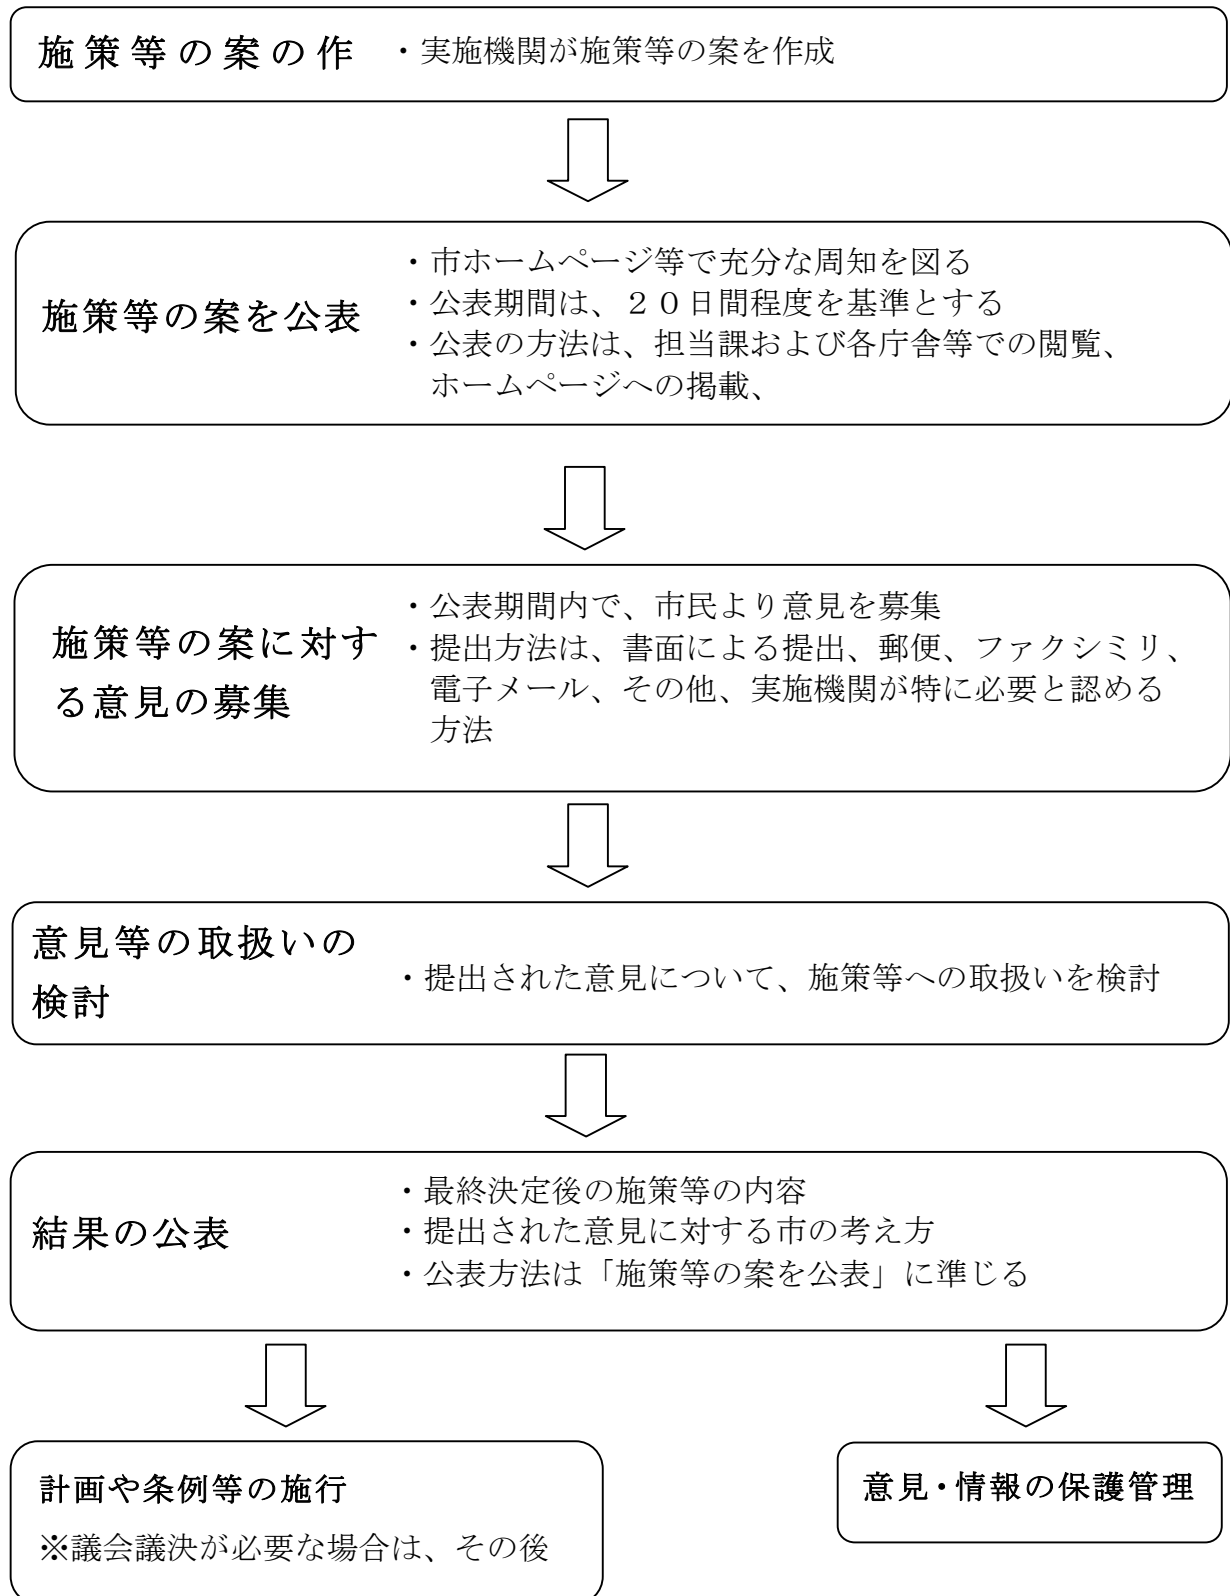 施策等の案の作
・実施機関が施策等の案を作成
施策等の案を公表
・市ホームページ等で充分な周知を図る
・公表期間は、２０日間程度を基準とする
・公表の方法は、担当課および各庁舎等での閲覧、
ホームページへの掲載、
施策等の案に対す
る意見の募集
・公表期間内で、市民より意見を募集
・提出方法は、書面による提出、郵便、ファクシミリ、
電子メール、その他、実施機関が特に必要と認める
方法
意見等の取扱いの
検討
・提出された意見について、施策等への取扱いを検討
結果の公表
・最終決定後の施策等の内容
・提出された意見に対する市の考え方
・公表方法は「施策等の案を公表」に準じる
計画や条例等の施行
※議会議決が必要な場合は、その後
意見・情報の保護管理